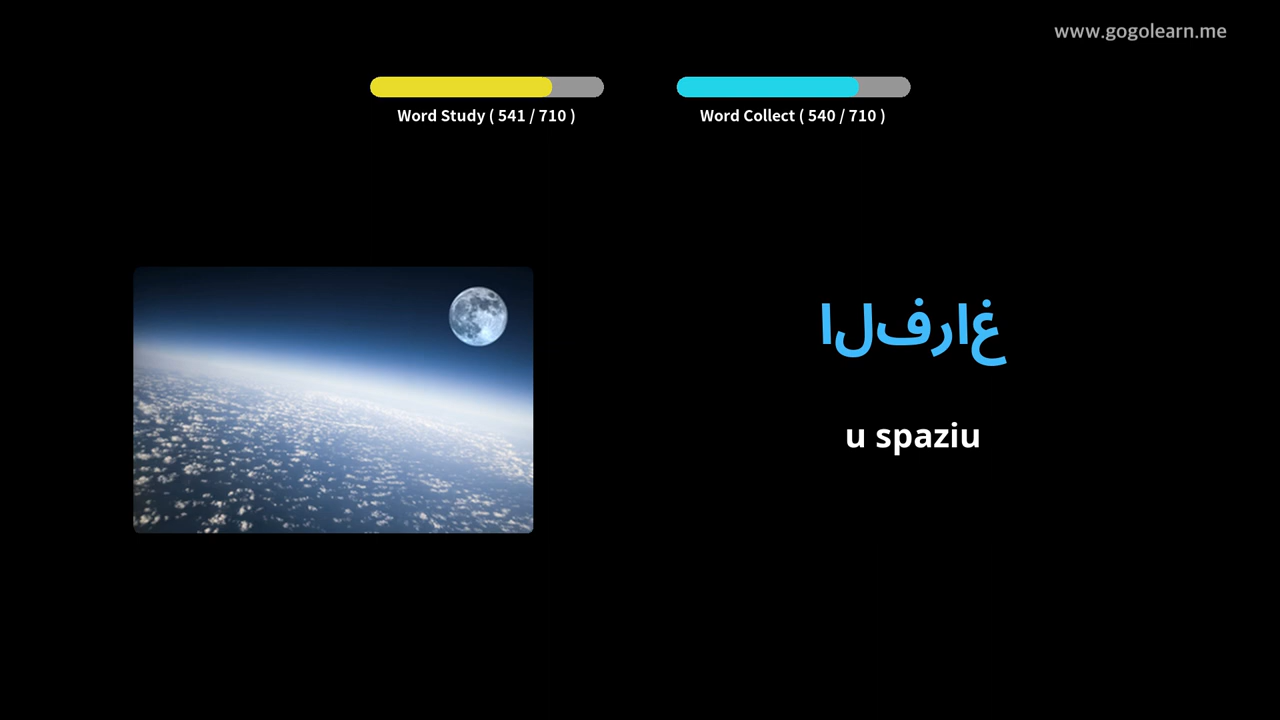 www.gogolearn.me
Word Study ( 541 / 710 )
Word Collect ( 540 / 710 )
الفراغ
u spaziu